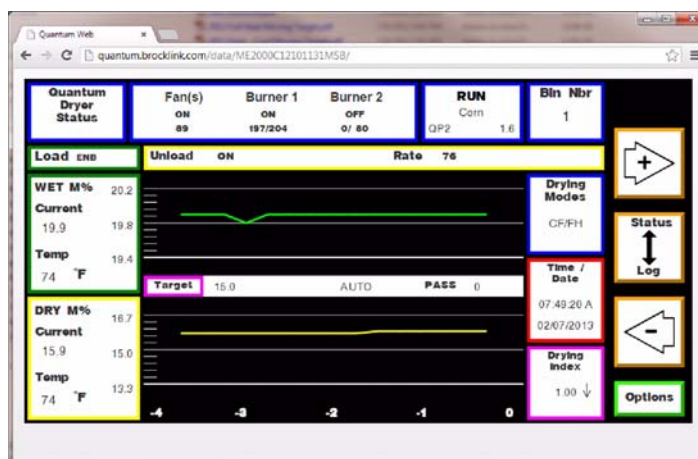 Quantum Web
quantum.brocklink.com/data/ME2000C12101131M58/
Quantum Dryer Status
Fan(s) Burner 1 Burner 2
ON ON OFF
89 197/204 0/ 80
RUN
Corn
QP2 1.6
Bin Nbr
1
Load END
Unload ON Rate 76
WET M% 20.2
Current
19.9 19.8
Temp 19.4
74 °F
Drying
Modes
CF/FH
Target 15.0 AUTO PASS 0
DRY M% 16.7
Current
15.9 15.0
Temp
74 °F 13.3
Time /
Date
07:49:20 A
02/07/2013
Drying
Index
1.00 ↓
-4 -3 -2 -1 0
+
Status
Log
-
Options